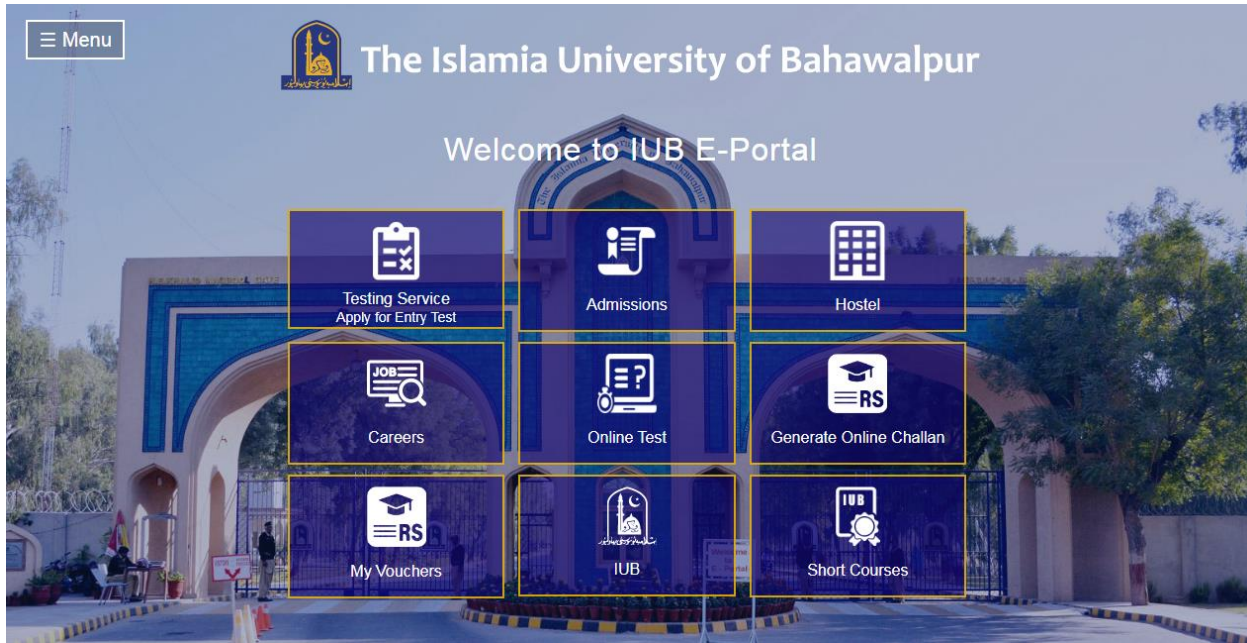 ☰ Menu
The Islamia University of Bahawalpur
Welcome to IUB E-Portal
Testing Service
Apply for Entry Test
Admissions
Hostel
JOB
Careers
?
Online Test
RS
Generate Online Challan
RS
My Vouchers
IUB
IUB
Short Courses
Welcome